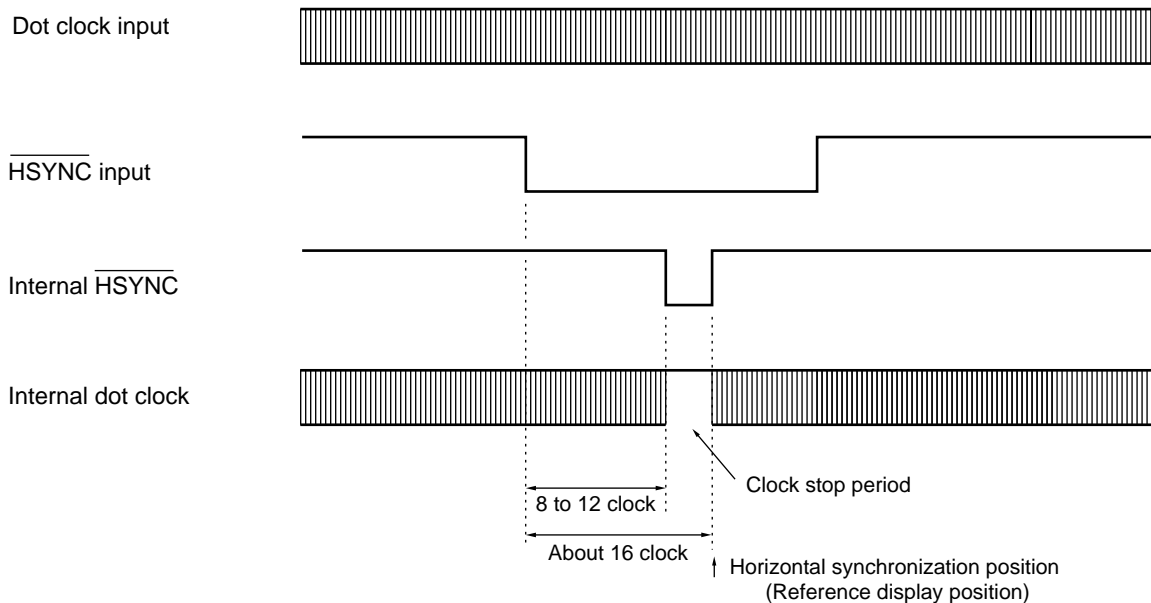 Dot clock input
HSYNC input
Internal HSYNC
Internal dot clock
Clock stop period
8 to 12 clock
About 16 clock
Horizontal synchronization position
(Reference display position)